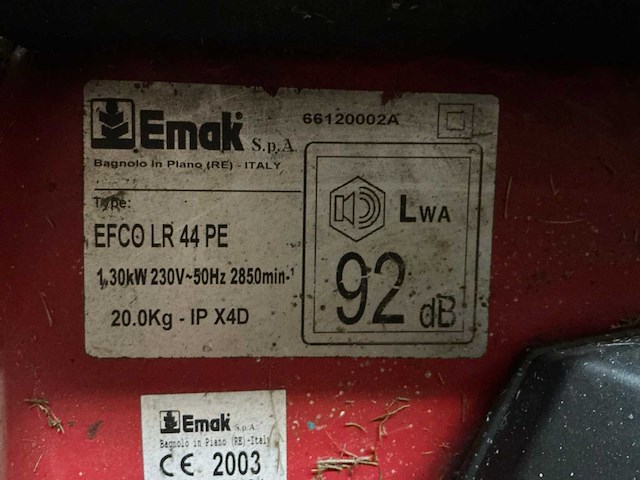 Emak S.p.A
66120002A
Bagnolo in Piano (RE) - ITALY
Type:
EFCO LR 44 PE
1,30kW 230V~50Hz 2850min-¹
20.0Kg - IP X4D
LWA
92 dB
Emak S.p.A
Bagnolo in Piano (RE)-Italy
CE 2003